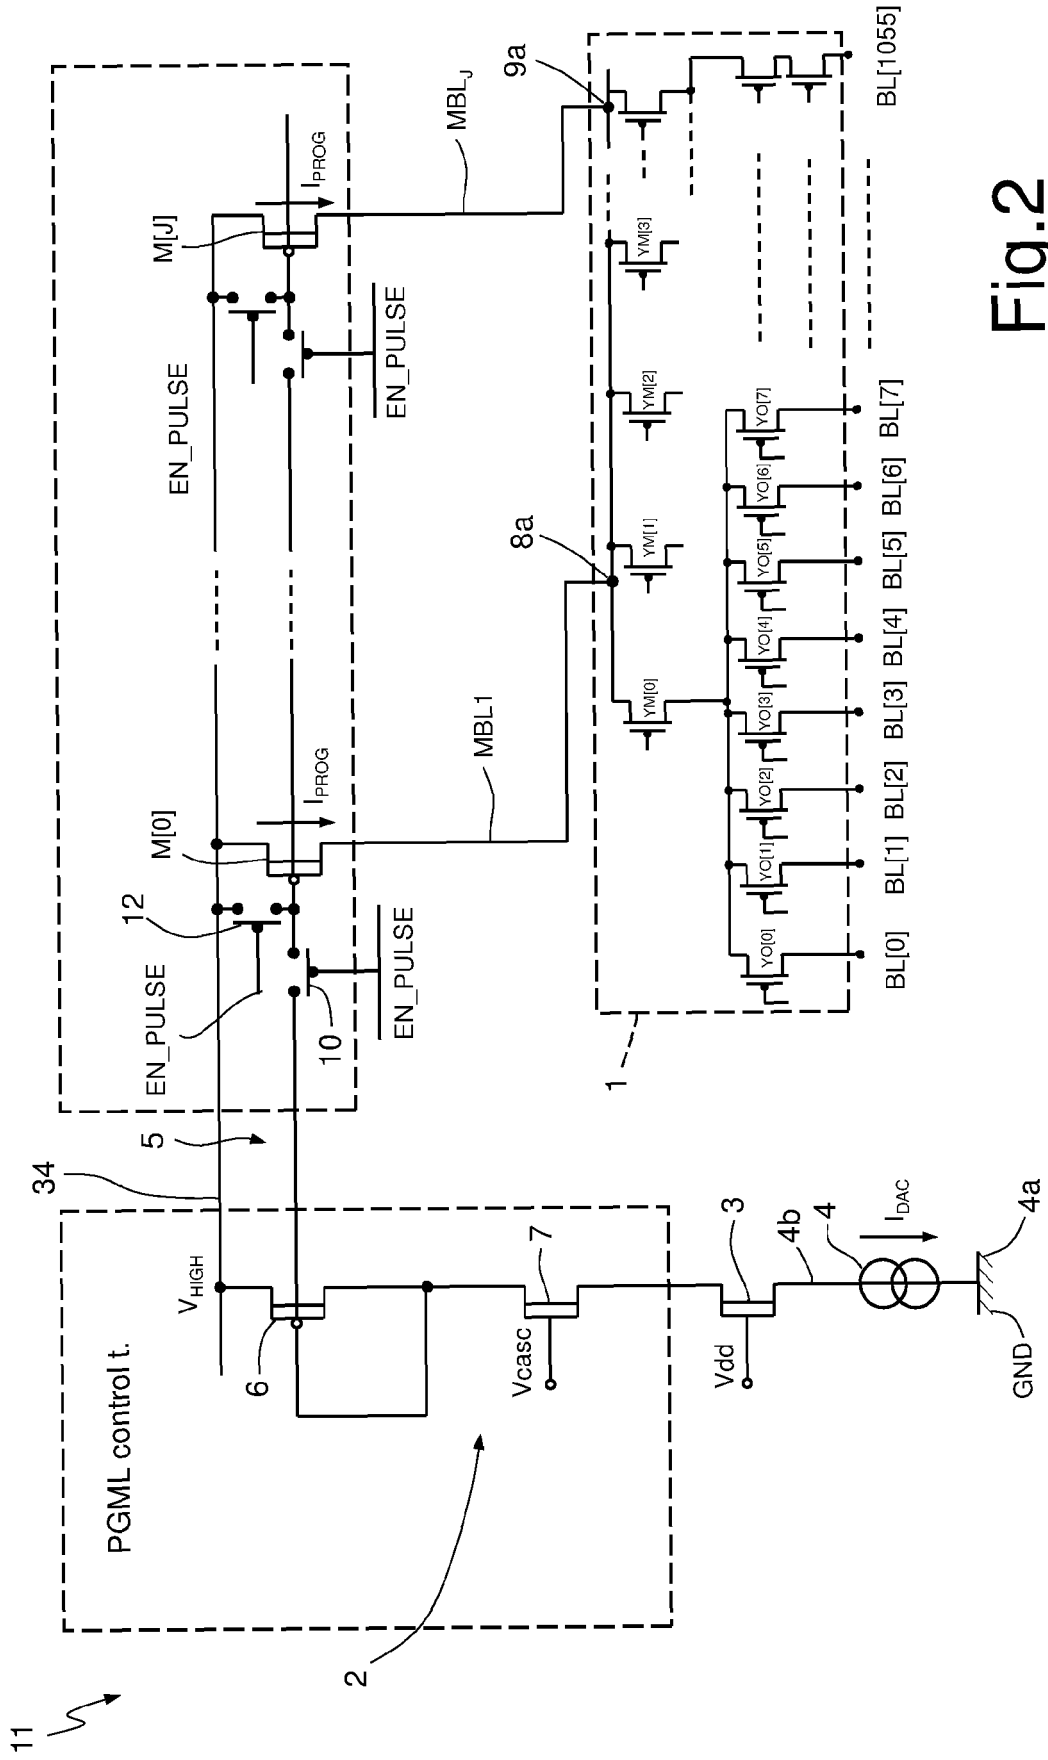 11
PGML control t.
2
V_HIGH
6
Vcasc
7
Vdd
3
4b
4
I_DAC
GND
4a
34
5
EN_PULSE
12
10
EN_PULSE
M[0]
I_PROG
MBL1
EN_PULSE
EN_PULSE
M[J]
I_PROG
MBL_J
1
8a
9a
YM[0]
YM[1]
YM[2]
YM[3]
YO[0]
YO[1]
YO[2]
YO[3]
YO[4]
YO[5]
YO[6]
YO[7]
BL[0]
BL[1]
BL[2]
BL[3]
BL[4]
BL[5]
BL[6]
BL[7]
BL[1055]
Fig.2